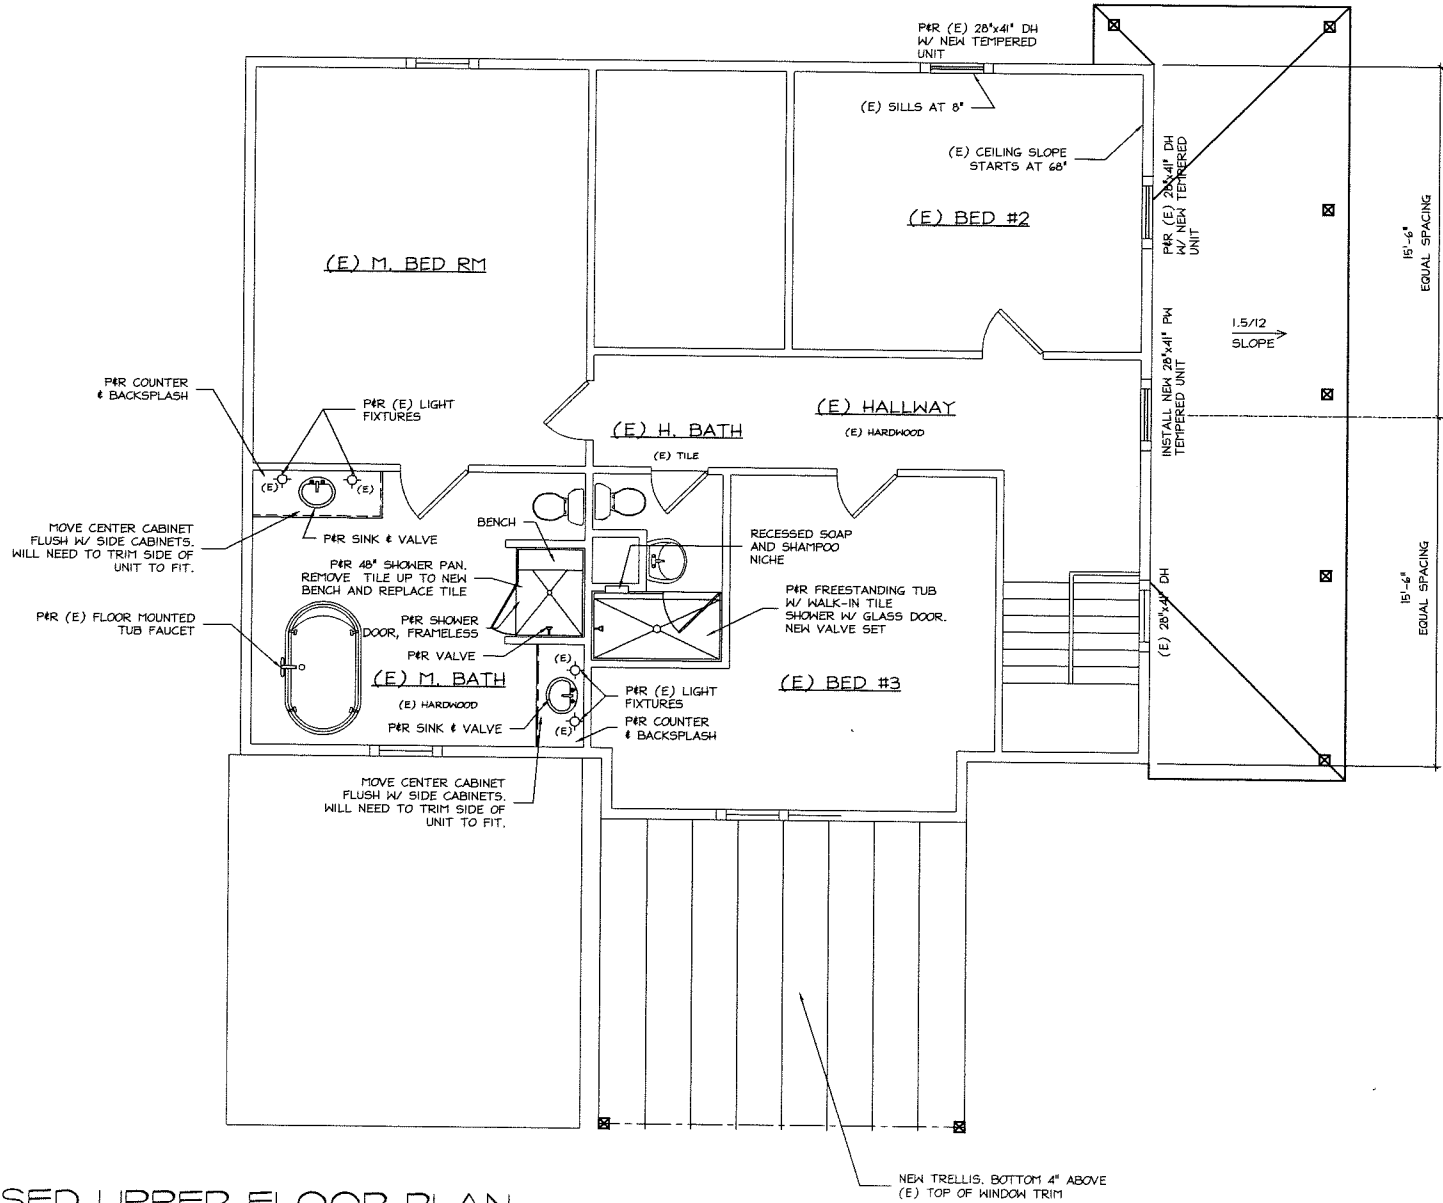 P&R (E) 28"x41" DH
W/ NEW TEMPERED
UNIT
(E) SILLS AT 8"
(E) CEILING SLOPE
STARTS AT 68"
(E) BED #2
P&R (E) 28"x41" DH
W/ NEW TEMPERED
UNIT
15'-6"
EQUAL SPACING
(E) M. BED RM
1.5/12
SLOPE
INSTALL NEW 28"x41" PW
TEMPERED UNIT
P&R COUNTER
& BACKSPLASH
P&R (E) LIGHT
FIXTURES
(E) HALLWAY
(E) HARDWOOD
(E) H. BATH
(E) TILE
(E)
(E)
MOVE CENTER CABINET
FLUSH W/ SIDE CABINETS.
WILL NEED TO TRIM SIDE OF
UNIT TO FIT.
P&R SINK & VALVE
BENCH
RECESSED SOAP
AND SHAMPOO
NICHE
P&R 48" SHOWER PAN.
REMOVE TILE UP TO NEW
BENCH AND REPLACE TILE
P&R FREESTANDING TUB
W/ WALK-IN TILE
SHOWER W/ GLASS DOOR.
NEW VALVE SET
(E) 28"x41" DH
15'-6"
EQUAL SPACING
P&R (E) FLOOR MOUNTED
TUB FAUCET
P&R SHOWER
DOOR, FRAMELESS
P&R VALVE
(E)
(E) M. BATH
(E) HARDWOOD
(E) BED #3
P&R (E) LIGHT
FIXTURES
P&R SINK & VALVE
(E)
P&R COUNTER
& BACKSPLASH
MOVE CENTER CABINET
FLUSH W/ SIDE CABINETS.
WILL NEED TO TRIM SIDE OF
UNIT TO FIT.
NEW TRELLIS. BOTTOM 4" ABOVE
(E) TOP OF WINDOW TRIM
SED UPPER FLOOR PLAN